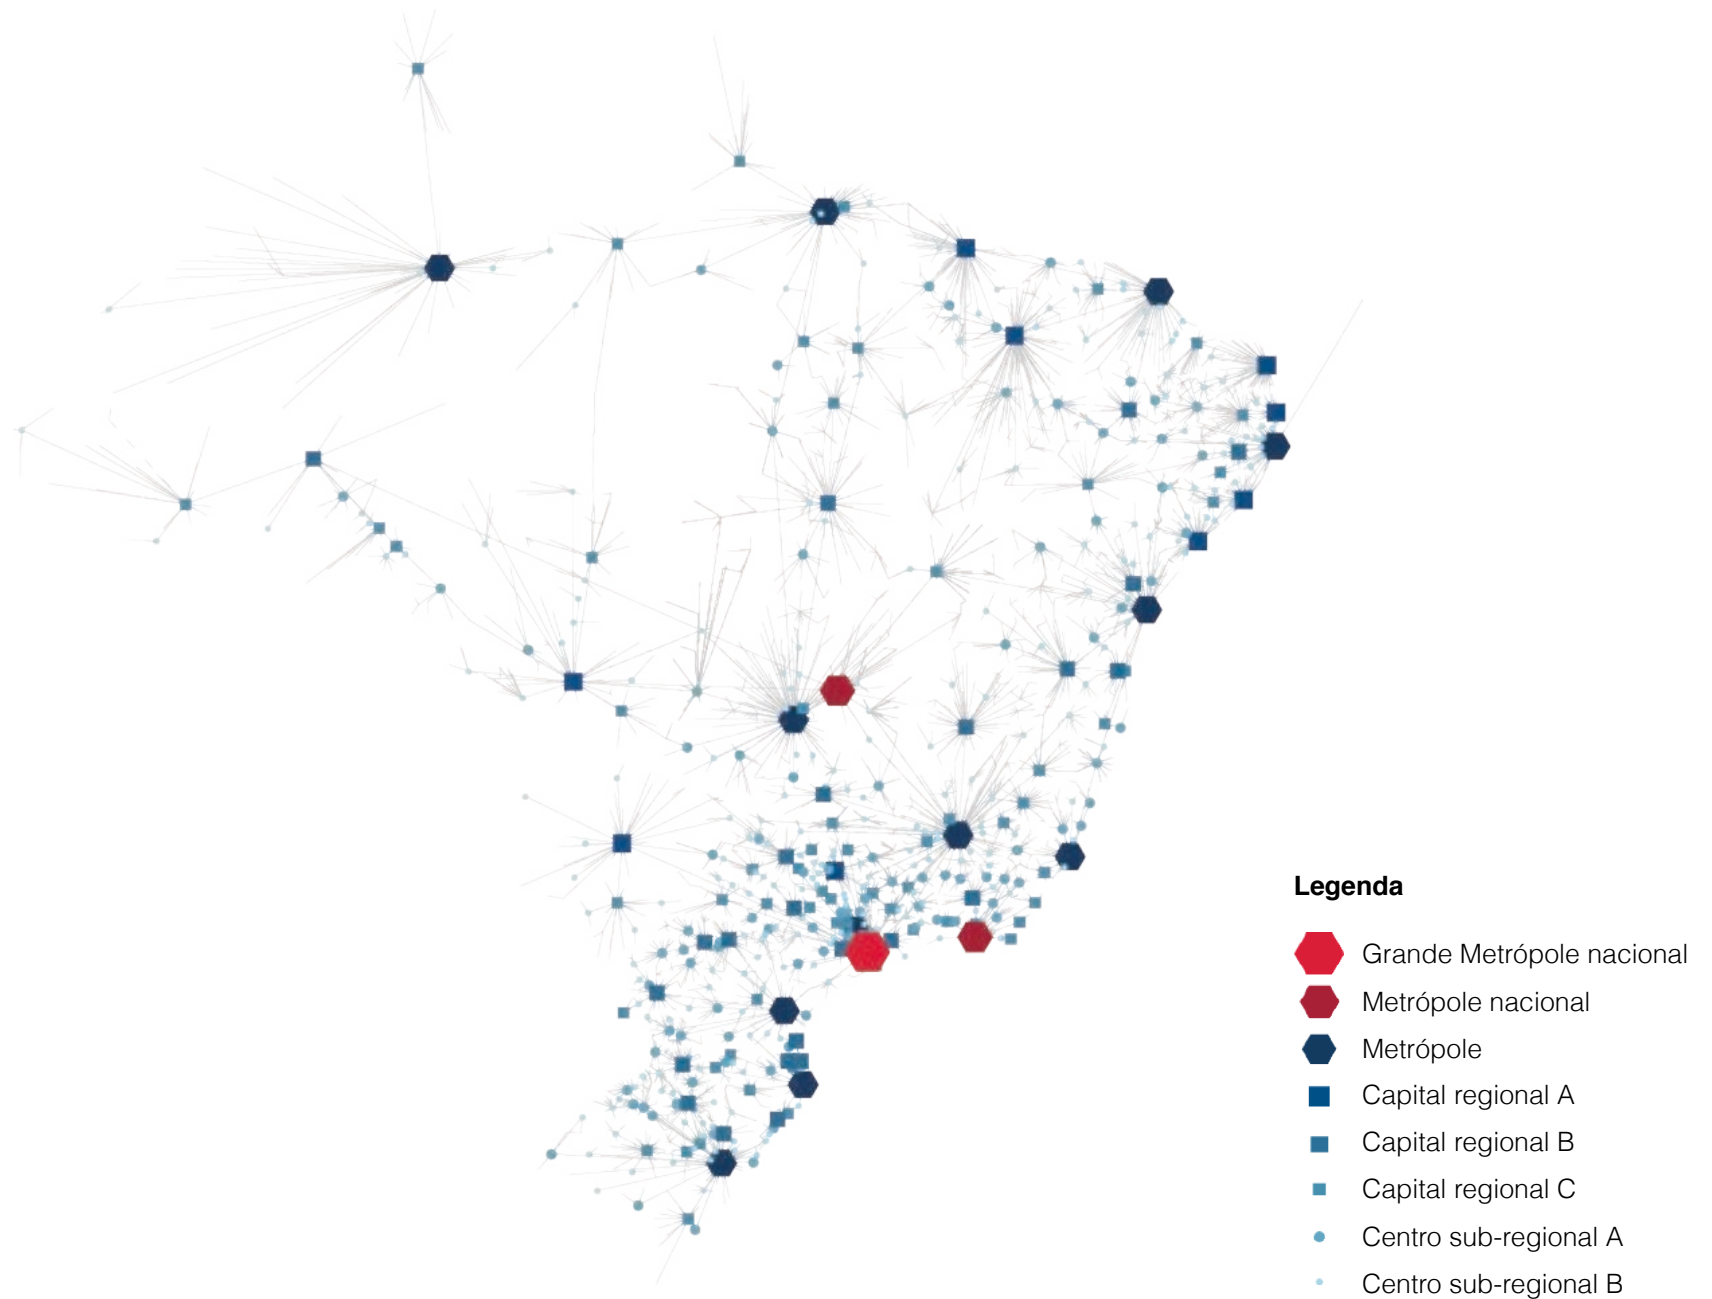 Legenda
Grande Metrópole nacional
Metrópole nacional
Metrópole
Capital regional A
Capital regional B
Capital regional C
Centro sub-regional A
Centro sub-regional B